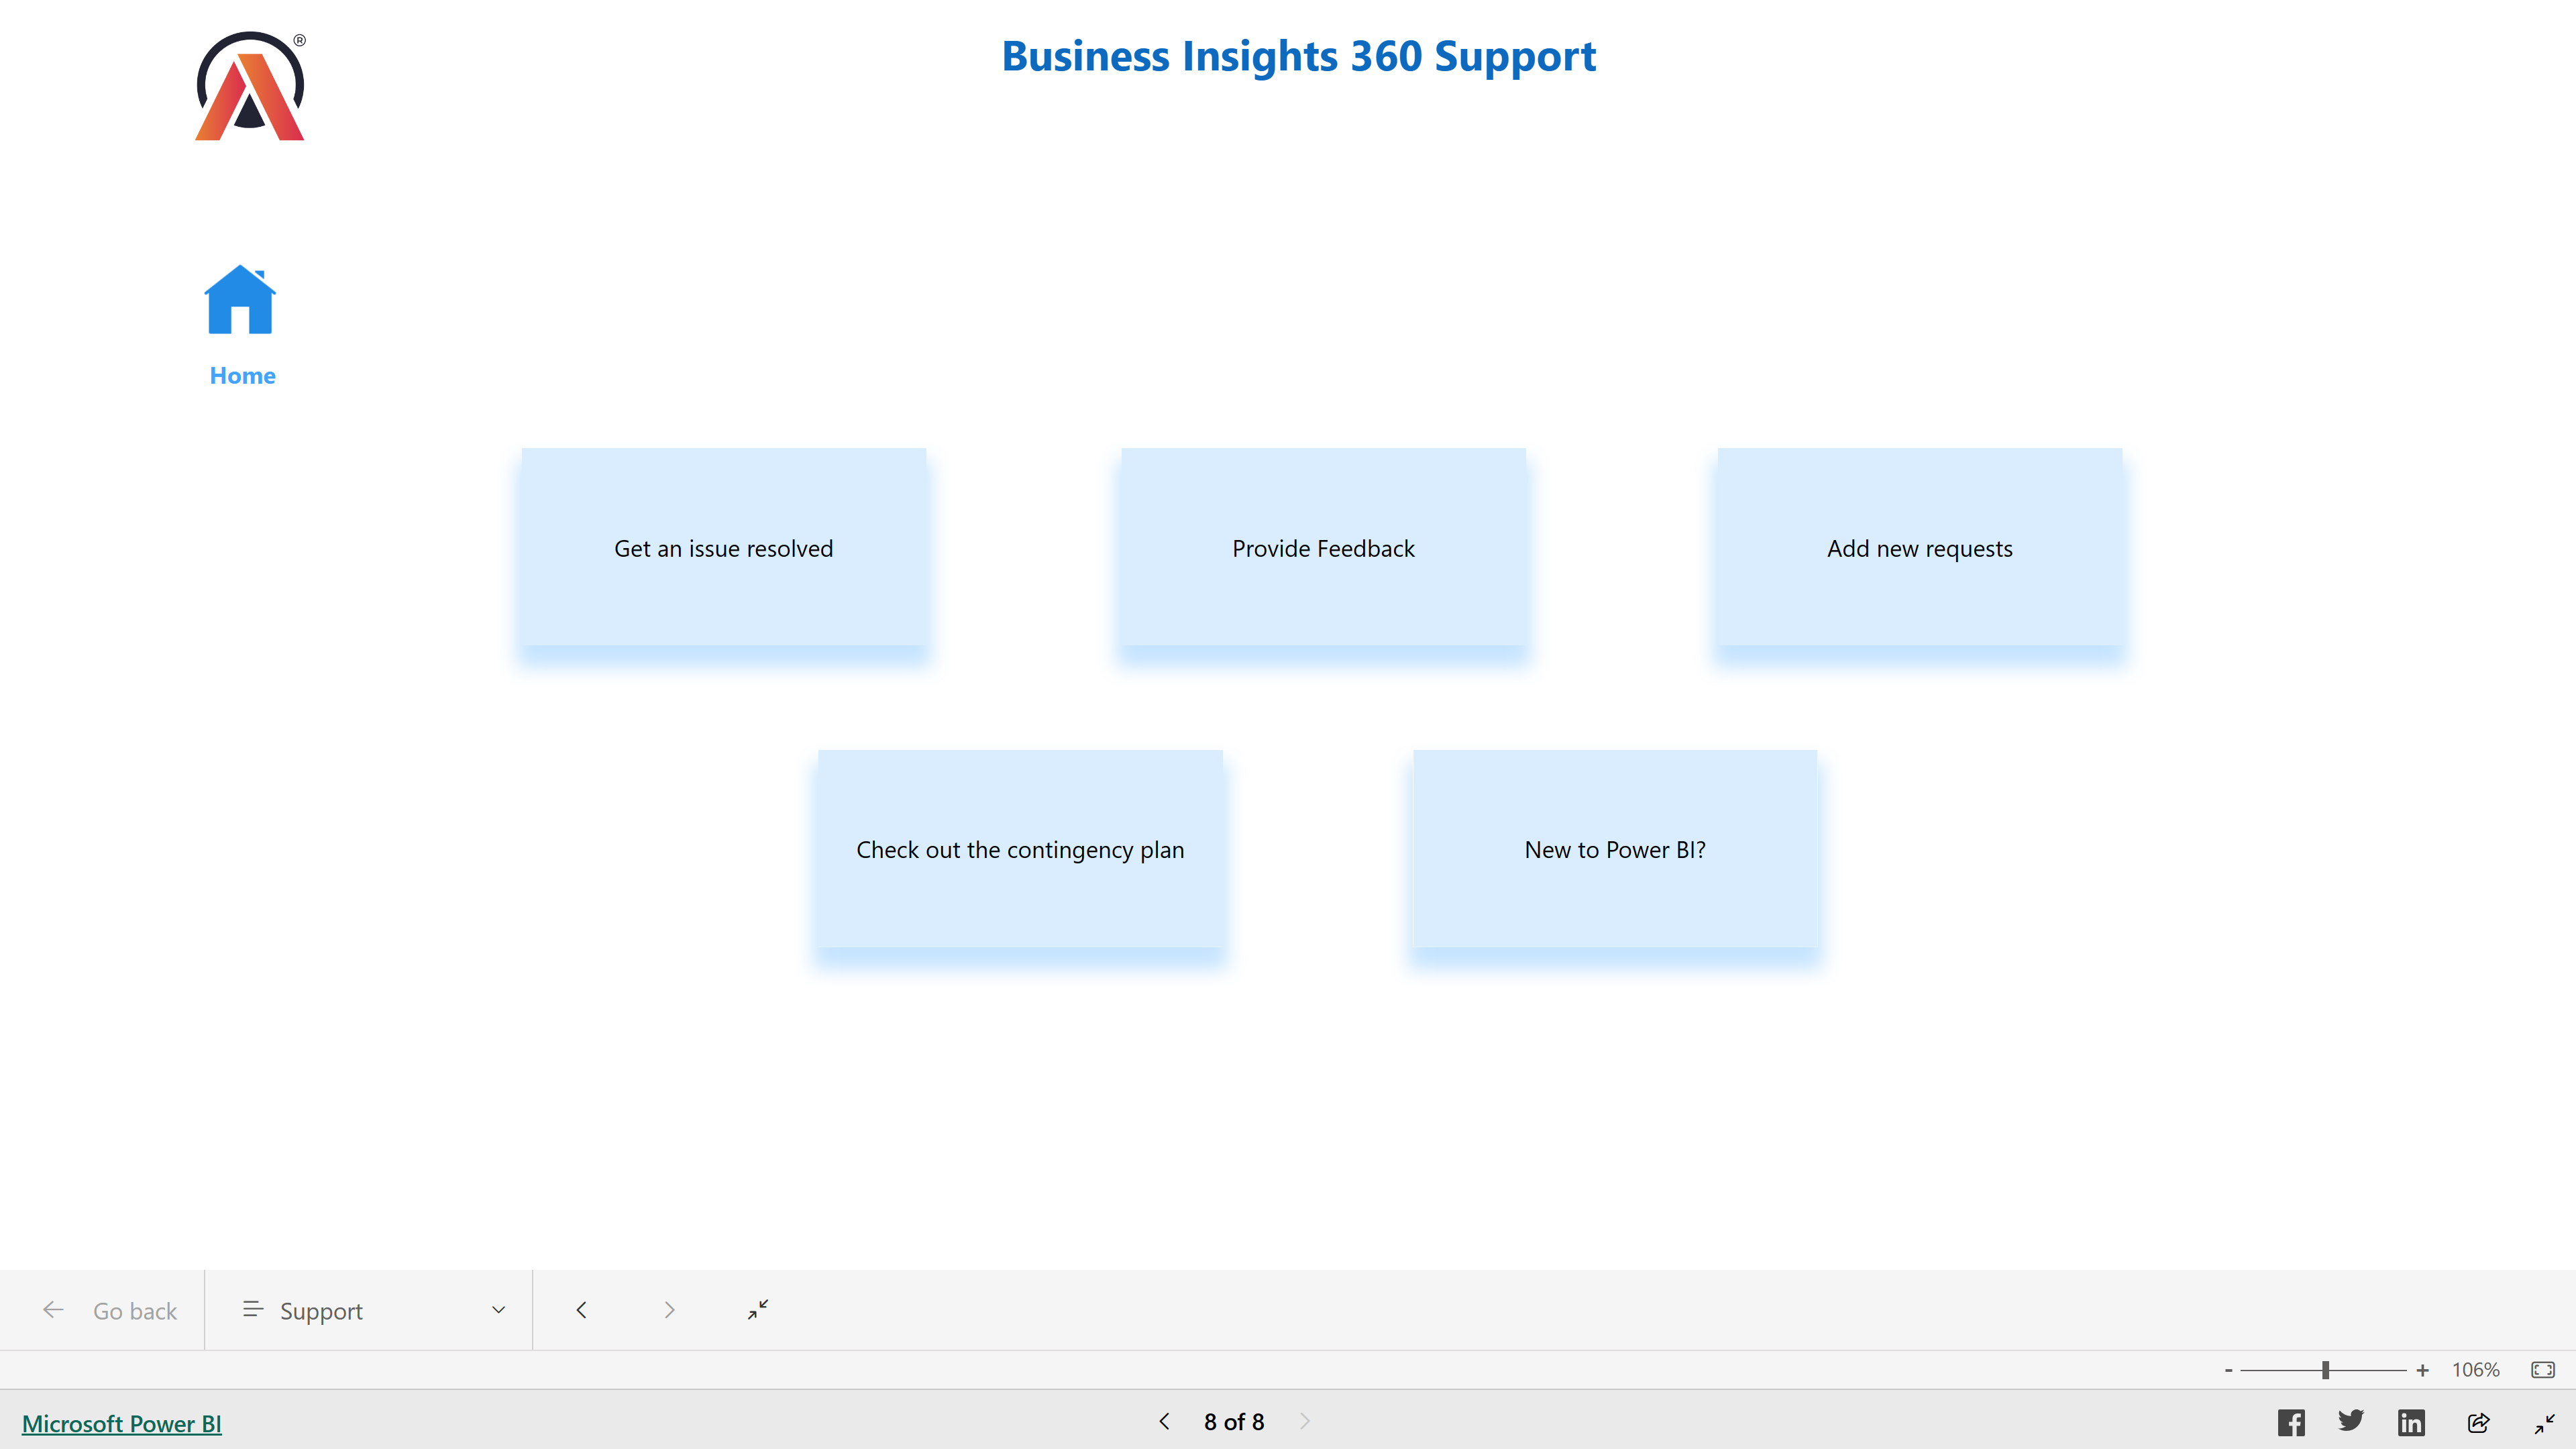 ®
Business Insights 360 Support
Home
Get an issue resolved
Provide Feedback
Add new requests
Check out the contingency plan
New to Power BI?
Go back
Support
- + 106%
Microsoft Power BI
8 of 8